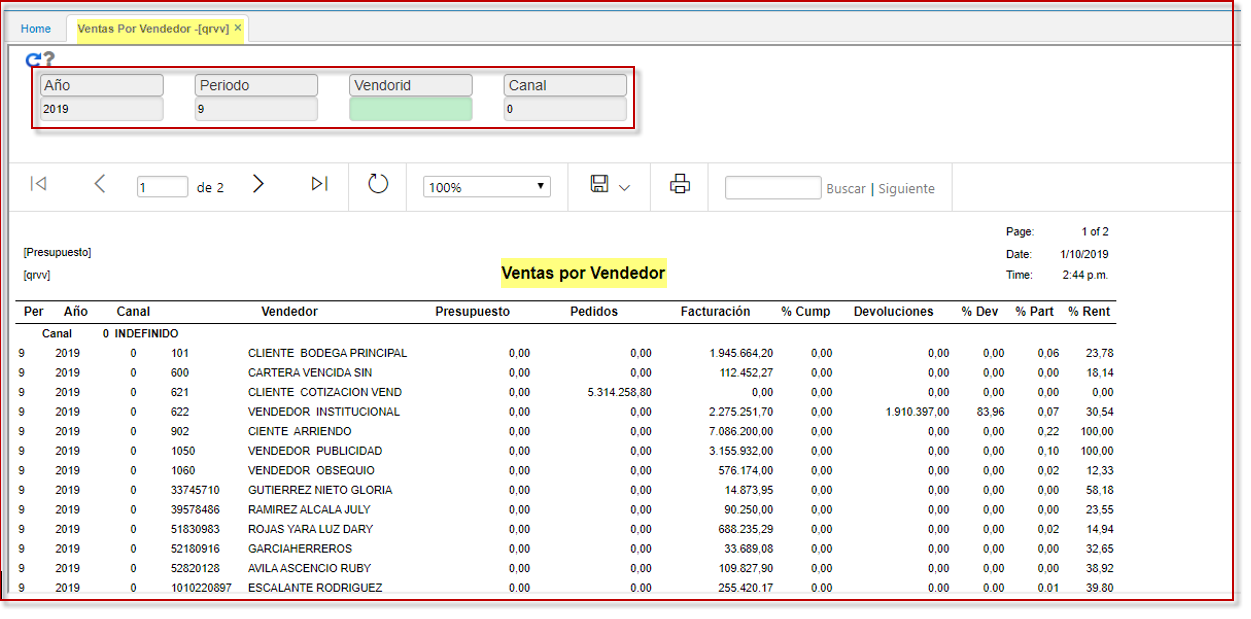 Home Ventas Por Vendedor -[qrvv] ×
Año Periodo Vendorid Canal
2019 9 0
1 de 2 100% Buscar | Siguiente
Page: 1 of 2
[Presupuesto] Date: 1/10/2019
[qrvv] Ventas por Vendedor Time: 2:44 p.m.
Per Año Canal Vendedor Presupuesto Pedidos Facturación % Cump Devoluciones % Dev % Part % Rent
Canal 0 INDEFINIDO
9 2019 0 101 CLIENTE BODEGA PRINCIPAL 0,00 0,00 1.945.664,20 0,00 0,00 0,00 0,06 23,78
9 2019 0 600 CARTERA VENCIDA SIN 0,00 0,00 112.452,27 0,00 0,00 0,00 0,00 18,14
9 2019 0 621 CLIENTE COTIZACION VEND 0,00 5.314.258,80 0,00 0,00 0,00 0,00 0,00 0,00
9 2019 0 622 VENDEDOR INSTITUCIONAL 0,00 0,00 2.275.251,70 0,00 1.910.397,00 83,96 0,07 30,54
9 2019 0 902 CIENTE ARRIENDO 0,00 0,00 7.086.200,00 0,00 0,00 0,00 0,22 100,00
9 2019 0 1050 VENDEDOR PUBLICIDAD 0,00 0,00 3.155.932,00 0,00 0,00 0,00 0,10 100,00
9 2019 0 1060 VENDEDOR OBSEQUIO 0,00 0,00 576.174,00 0,00 0,00 0,00 0,02 12,33
9 2019 0 33745710 GUTIERREZ NIETO GLORIA 0,00 0,00 14.873,95 0,00 0,00 0,00 0,00 58,18
9 2019 0 39578486 RAMIREZ ALCALA JULY 0,00 0,00 90.250,00 0,00 0,00 0,00 0,00 23,55
9 2019 0 51830983 ROJAS YARA LUZ DARY 0,00 0,00 688.235,29 0,00 0,00 0,00 0,02 14,94
9 2019 0 52180916 GARCIAHERREROS 0,00 0,00 33.689,08 0,00 0,00 0,00 0,00 32,65
9 2019 0 52820128 AVILA ASCENCIO RUBY 0,00 0,00 109.827,90 0,00 0,00 0,00 0,00 38,92
9 2019 0 1010220897 ESCALANTE RODRIGUEZ 0,00 0,00 255.420,17 0,00 0,00 0,00 0,01 39,80